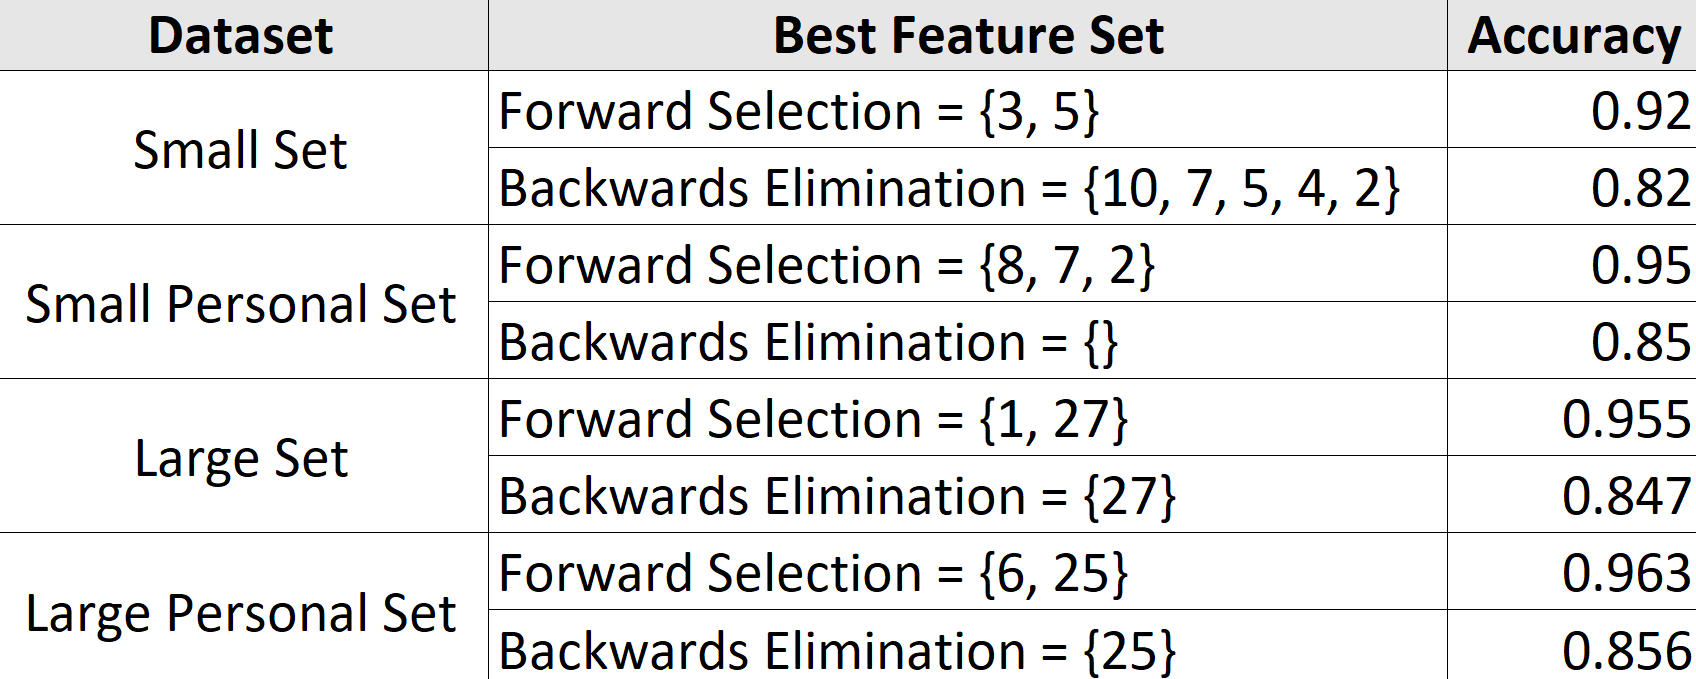 Dataset Best Feature Set Accuracy
Small Set
Forward Selection = {3, 5} 0.92
Backwards Elimination = {10, 7, 5, 4, 2} 0.82
Small Personal Set
Forward Selection = {8, 7, 2} 0.95
Backwards Elimination = {} 0.85
Large Set
Forward Selection = {1, 27} 0.955
Backwards Elimination = {27} 0.847
Large Personal Set
Forward Selection = {6, 25} 0.963
Backwards Elimination = {25} 0.856